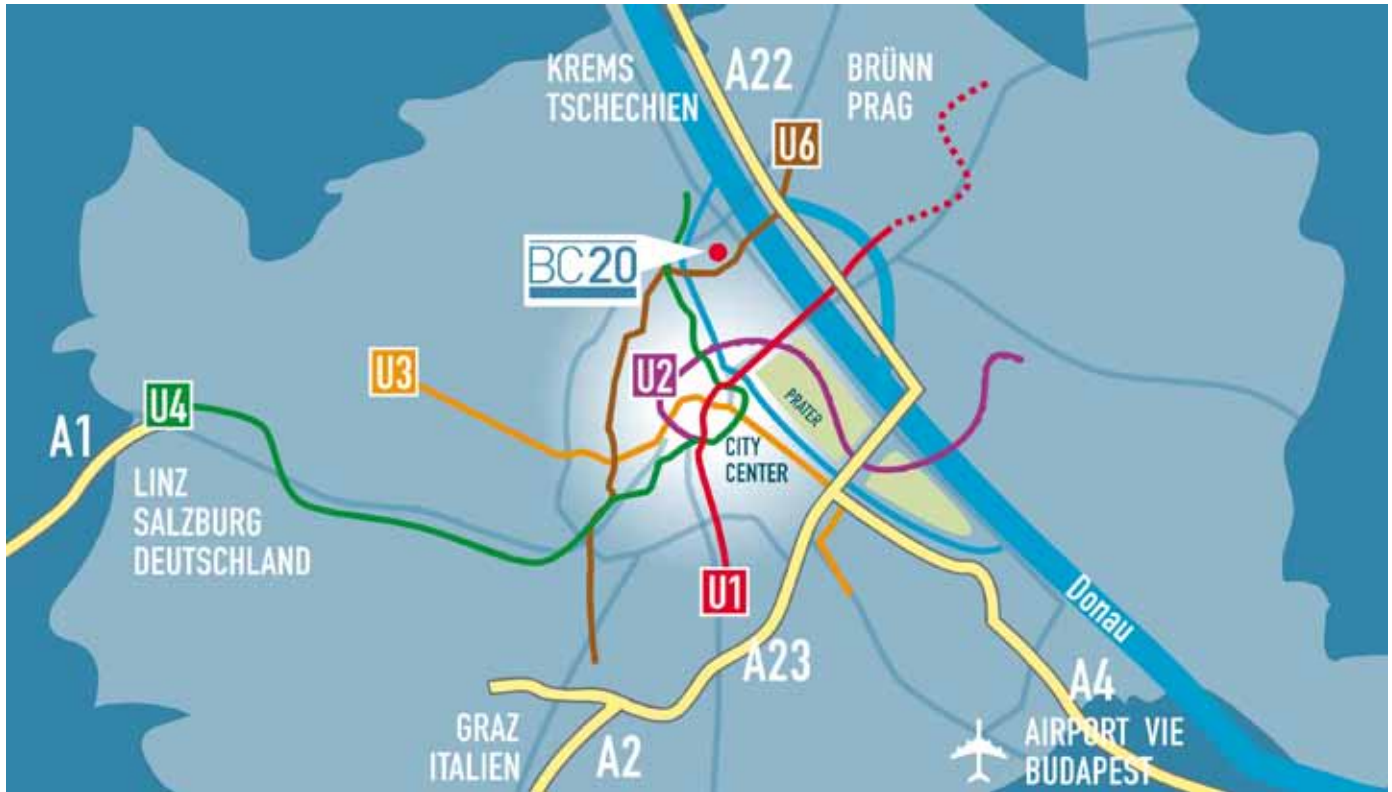 KREMS
TSCHECHIEN
A22
BRÜNN
PRAG
U6
BC20
U3
U2
U4
PRATER
A1
CITY
CENTER
LINZ
SALZBURG
DEUTSCHLAND
U1
Donau
A23
A4
GRAZ
ITALIEN
A2
AIRPORT VIE
BUDAPEST